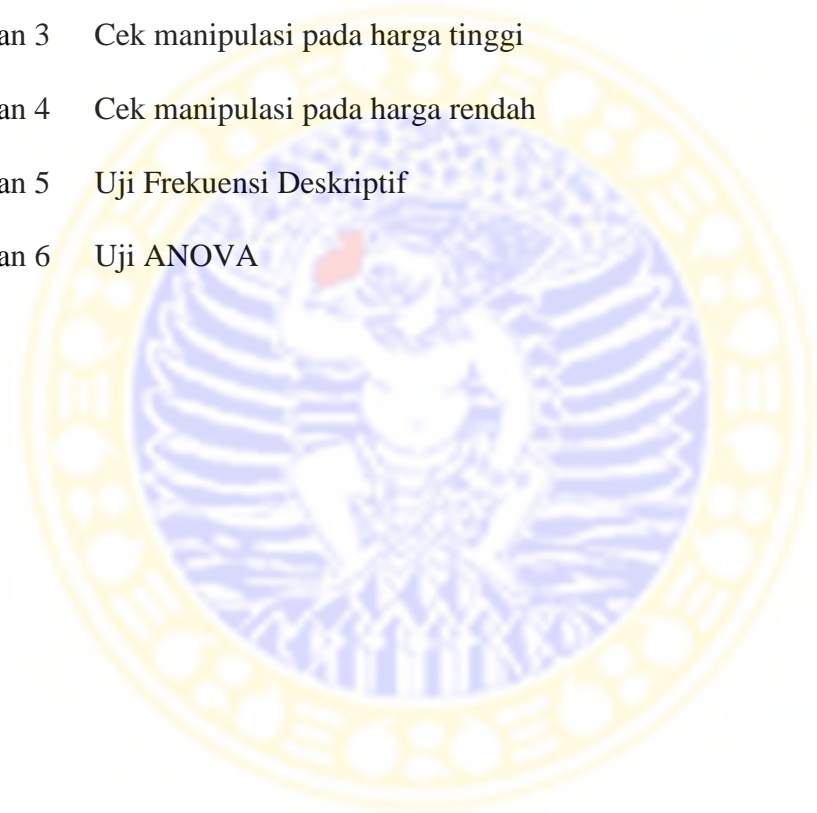 an 3 Cek manipulasi pada harga tinggi
an 4 Cek manipulasi pada harga rendah
an 5 Uji Frekuensi Deskriptif
an 6 Uji ANOVA